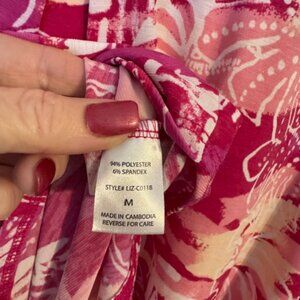 94% POLYESTER
6% SPANDEX
STYLE# LIZ-C0118
M
MADE IN CAMBODIA
REVERSE FOR CARE